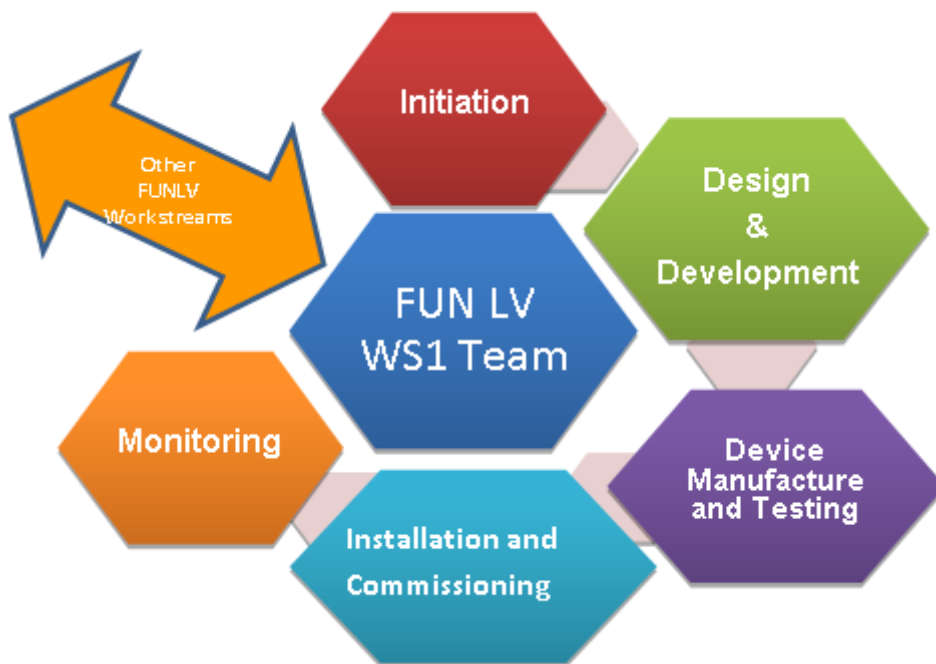 Initiation
Other
FUNLV
Workstreams
Design
&
Development
FUN LV
WS1 Team
Monitoring
Device
Manufacture
and Testing
Installation and
Commissioning